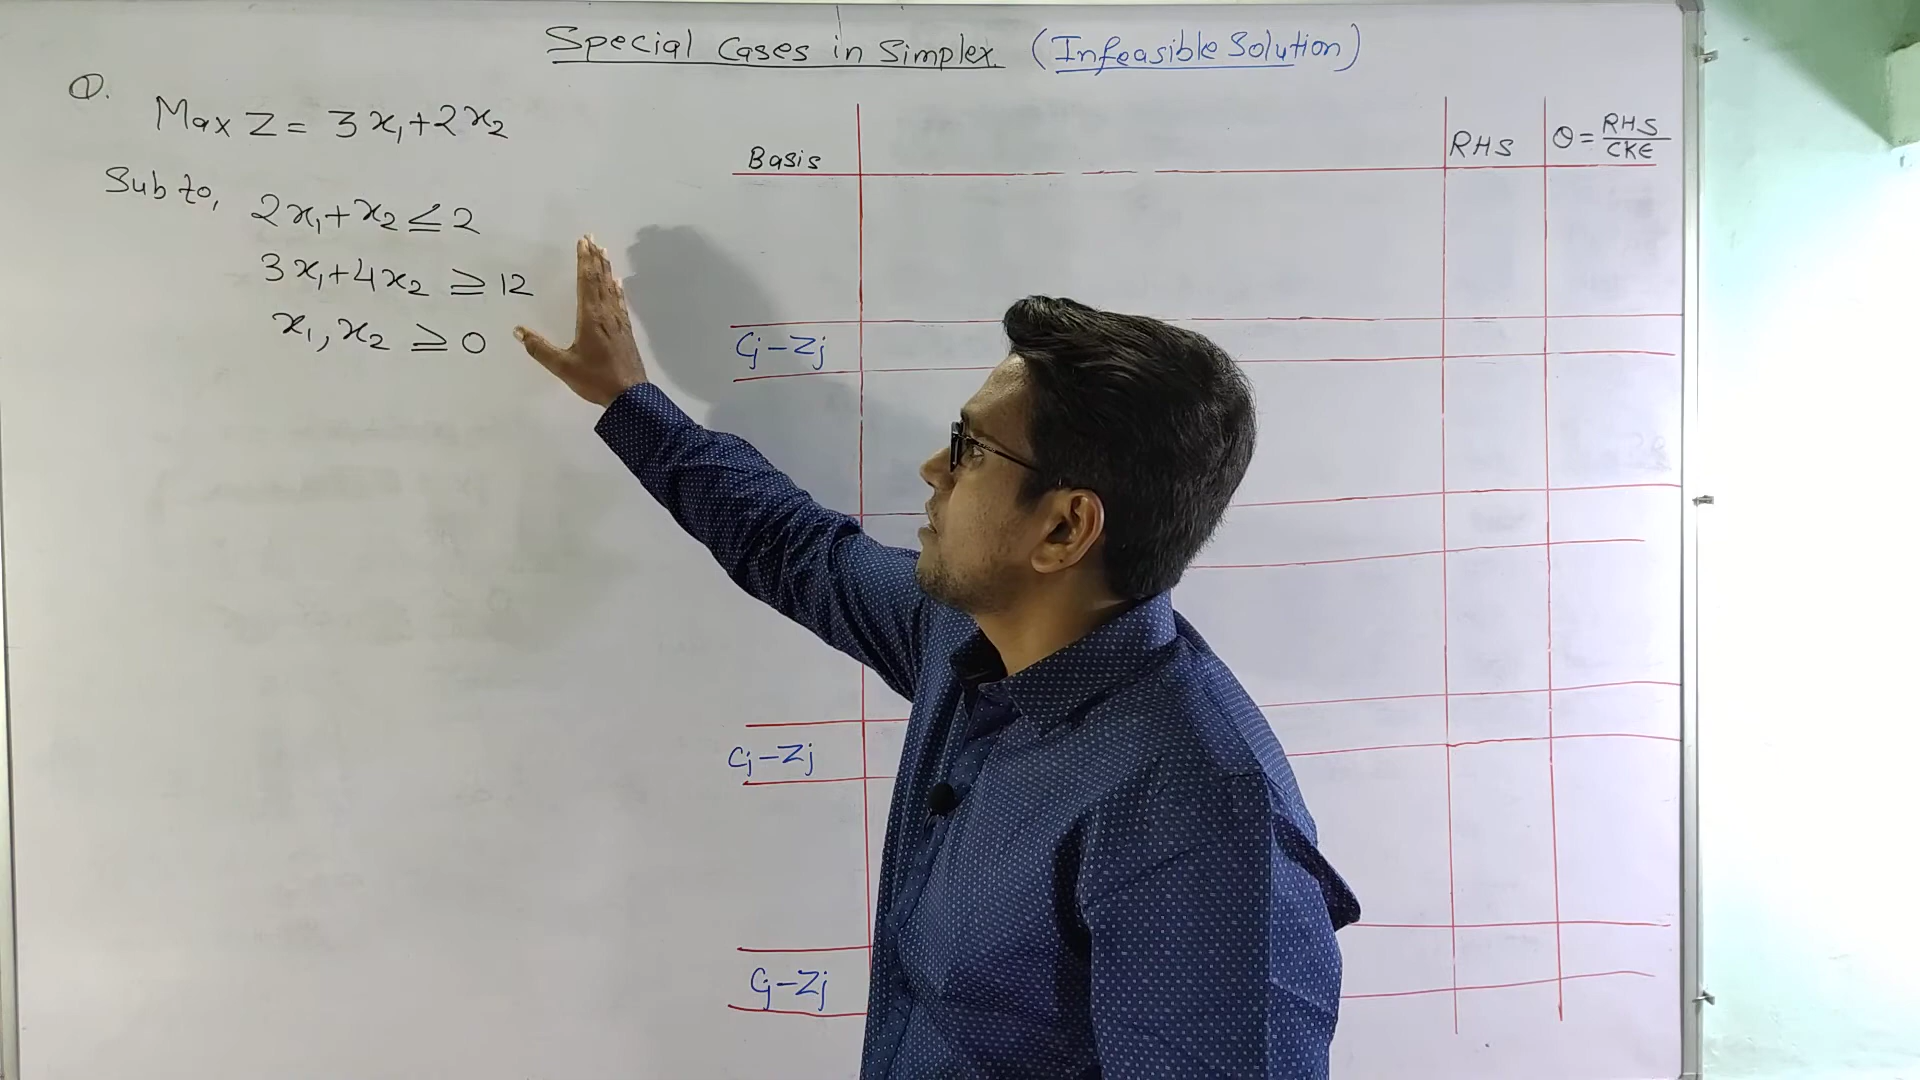 Special Cases in Simplex (Infeasible Solution)
Q.
Max Z = 3x₁+2x₂
Sub to,
2x₁+x₂ ≤ 2
3x₁+4x₂ ≥ 12
x₁, x₂ ≥ 0
Basis RHS θ = RHS/CKE
Cj-Zj
Cj-Zj
Cj-Zj